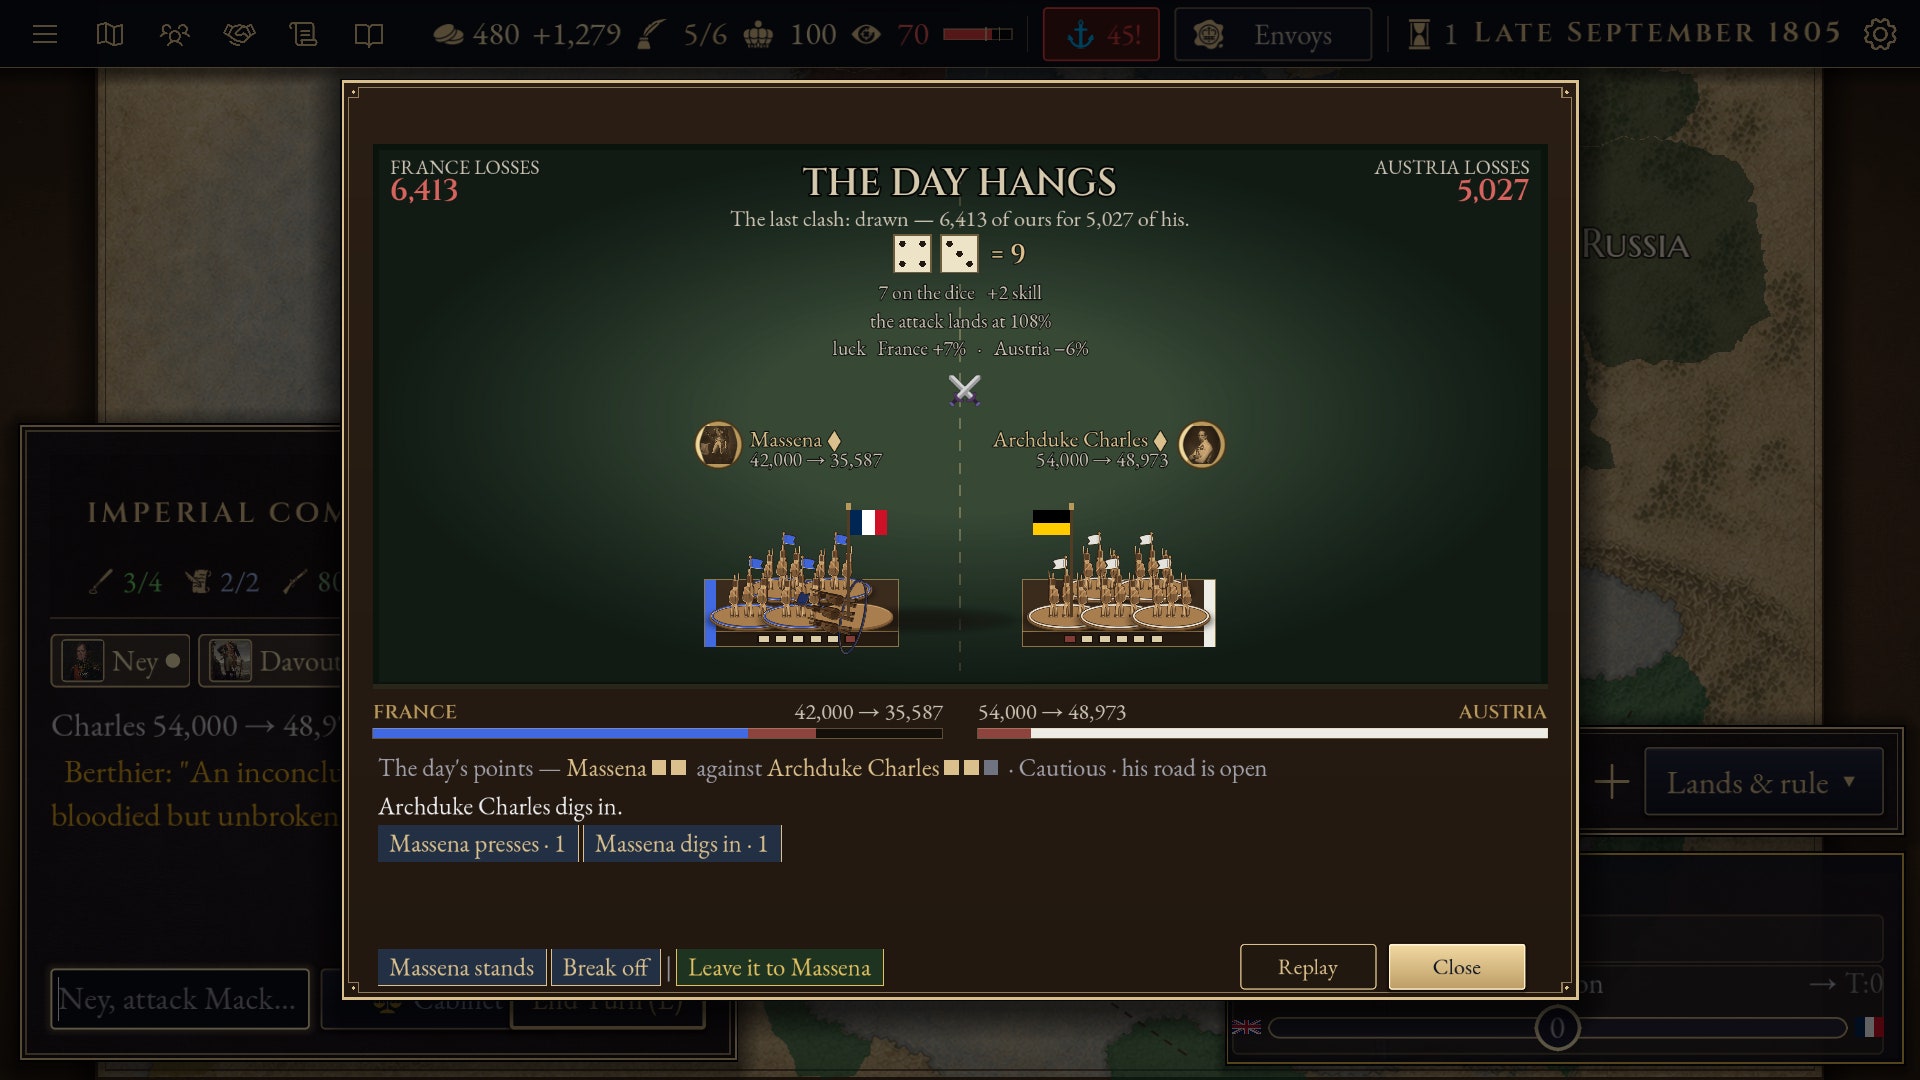 480 +1,279 5/6 100 70 45! Envoys 1 Late September 1805
FRANCE LOSSES
6,413
THE DAY HANGS
AUSTRIA LOSSES
5,027
The last clash: drawn — 6,413 of ours for 5,027 of his.
= 9
7 on the dice +2 skill
the attack lands at 108%
luck France +7% · Austria −6%
Russia
Massena
42,000 → 35,587
Archduke Charles
54,000 → 48,973
IMPERIAL COM
3/4 2/2 80
Ney
Davout
Charles 54,000 → 48,9
Berthier: "An inconclu
bloodied but unbroken
FRANCE 42,000 → 35,587
54,000 → 48,973 AUSTRIA
The day's points — Massena against Archduke Charles · Cautious · his road is open
Archduke Charles digs in.
Massena presses · 1
Massena digs in · 1
Lands & rule
Massena stands
Break off
Leave it to Massena
Replay
Close
Ney, attack Mack...
Cabinet
End Turn (E)
on → T:0
0